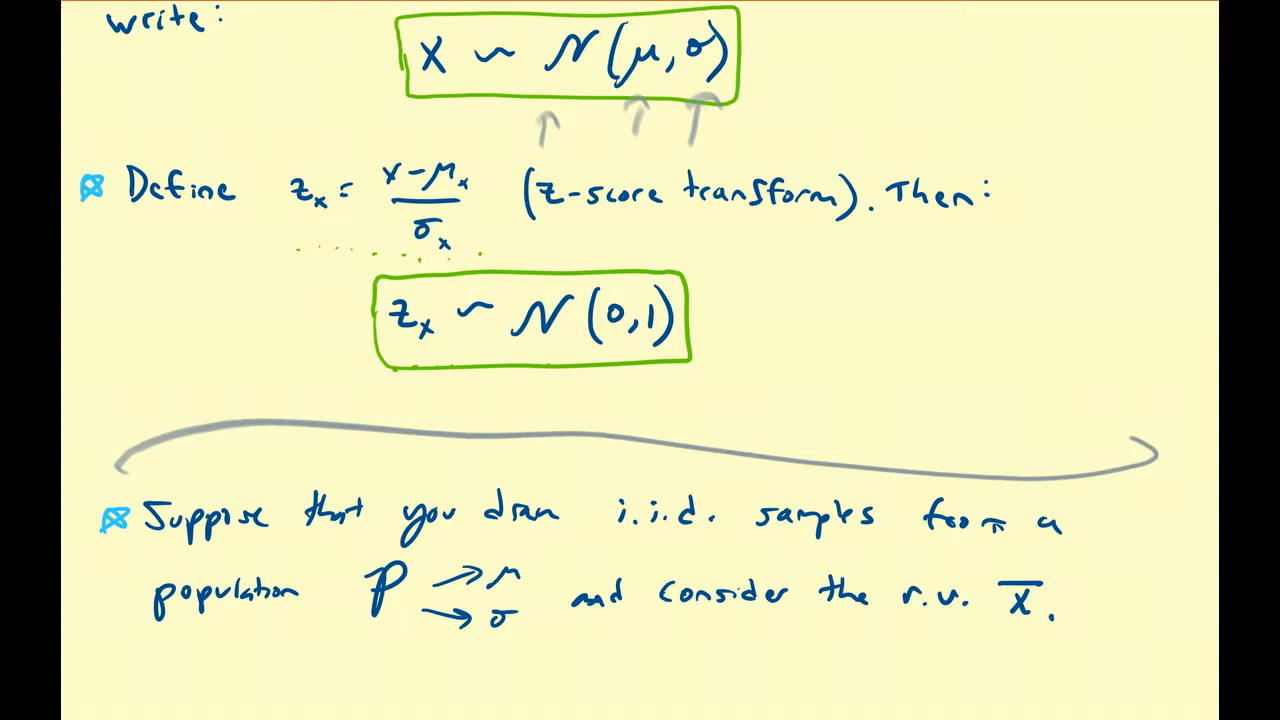 write:
x ~ N(μ, σ)
Define z_x = (x - μ_x) / σ_x (z-score transform). Then:
z_x ~ N(0,1)
Suppose that you draw i.i.d. samples from a
population P → μ → σ and consider the r.v. x̄.